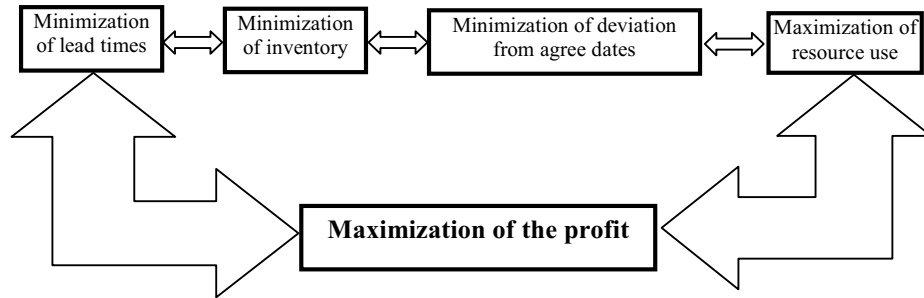 Minimization
of lead times
Minimization
of inventory
Minimization of deviation
from agree dates
Maximization of
resource use
Maximization of the profit